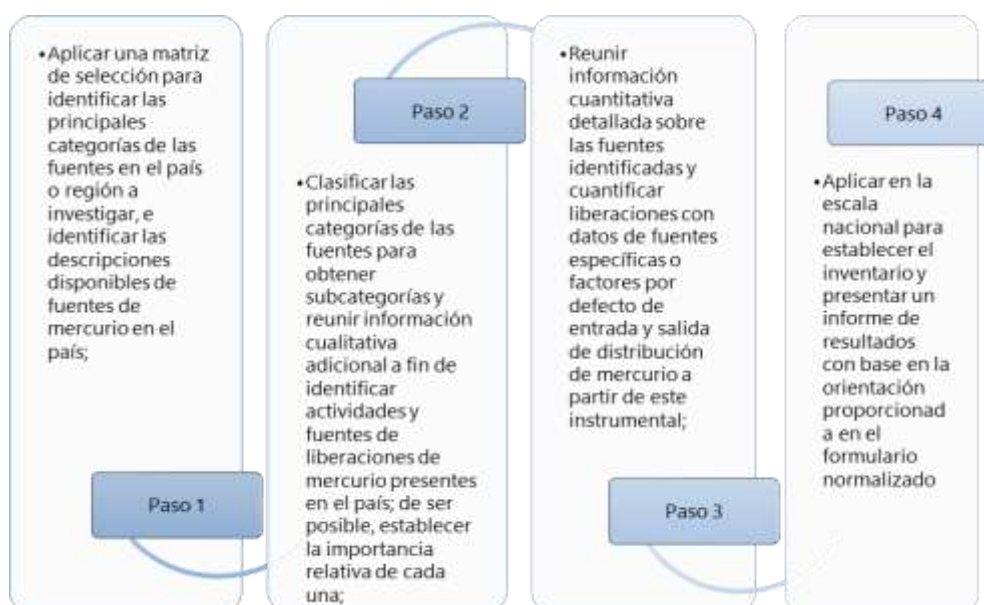 •Aplicar una matriz
de selección para
identificar las
principales
categorías de las
fuentes en el país
o región a
investigar, e
identificar las
descripciones
disponibles de
fuentes de
mercurio en el
país;
Paso 1
Paso 2
•Clasificar las
principales
categorías de las
fuentes para
obtener
subcategorías y
reunir información
cualitativa
adicional a fin de
identificar
actividades y
fuentes de
liberaciones de
mercurio presentes
en el país; de ser
posible, establecer
la importancia
relativa de cada
una;
•Reunir
información
cuantitativa
detallada sobre
las fuentes
identificadas y
cuantificar
liberaciones con
datos de fuentes
específicas o
factores por
defecto de
entrada y salida
de distribución
de mercurio a
partir de este
instrumental;
Paso 3
Paso 4
•Aplicar en la
escala
nacional para
establecer el
inventario y
presentar un
informe de
resultados
con base en la
orientación
proporcionad
a en el
formulario
normalizado